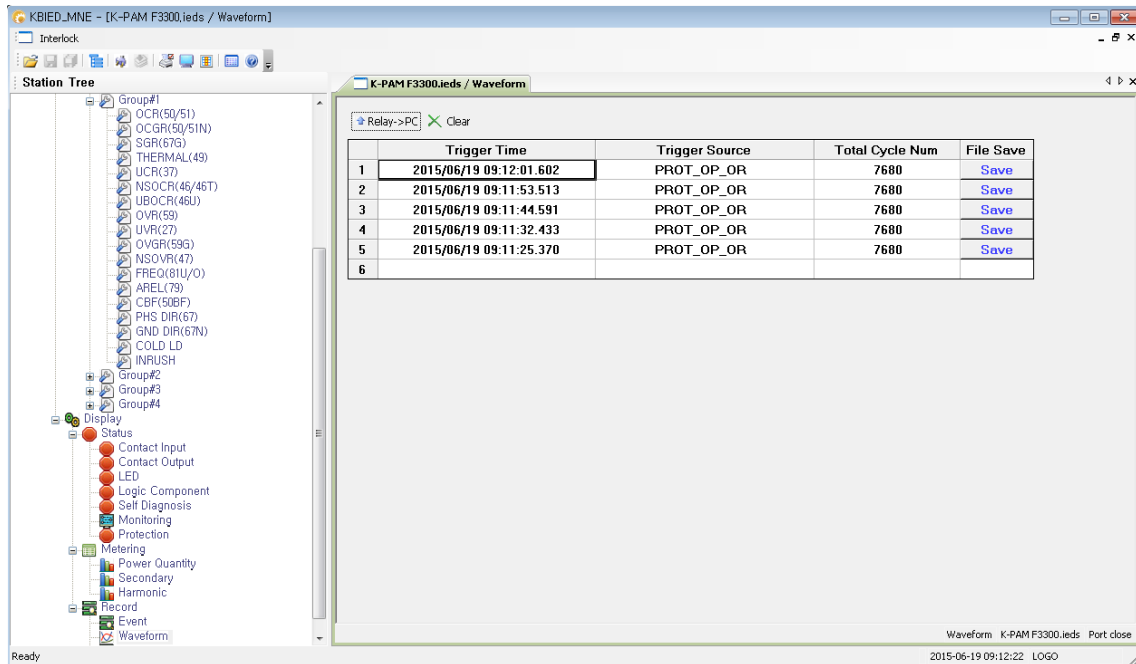 KBIED_MNE - [K-PAM F3300.ieds / Waveform]
Interlock
Station Tree
Group#1
OCR(50/51)
OCGR(50/51N)
SGR(67G)
THERMAL(49)
UCR(37)
NSOCR(46/46T)
UBOCR(46U)
OVR(59)
UVR(27)
OVGR(59G)
NSOVR(47)
FREQ(81U/O)
AREL(79)
CBF(50BF)
PHS DIR(67)
GND DIR(67N)
COLD LD
INRUSH
Group#2
Group#3
Group#4
Display
Status
Contact Input
Contact Output
LED
Logic Component
Self Diagnosis
Monitoring
Protection
Metering
Power Quantity
Secondary
Harmonic
Record
Event
Waveform
K-PAM F3300.ieds / Waveform
Relay->PC Clear
Trigger Time Trigger Source Total Cycle Num File Save
1 2015/06/19 09:12:01.602 PROT_OP_OR 7680 Save
2 2015/06/19 09:11:53.513 PROT_OP_OR 7680 Save
3 2015/06/19 09:11:44.591 PROT_OP_OR 7680 Save
4 2015/06/19 09:11:32.433 PROT_OP_OR 7680 Save
5 2015/06/19 09:11:25.370 PROT_OP_OR 7680 Save
6
Waveform K-PAM F3300.ieds Port close
Ready 2015-06-19 09:12:22 LOGO